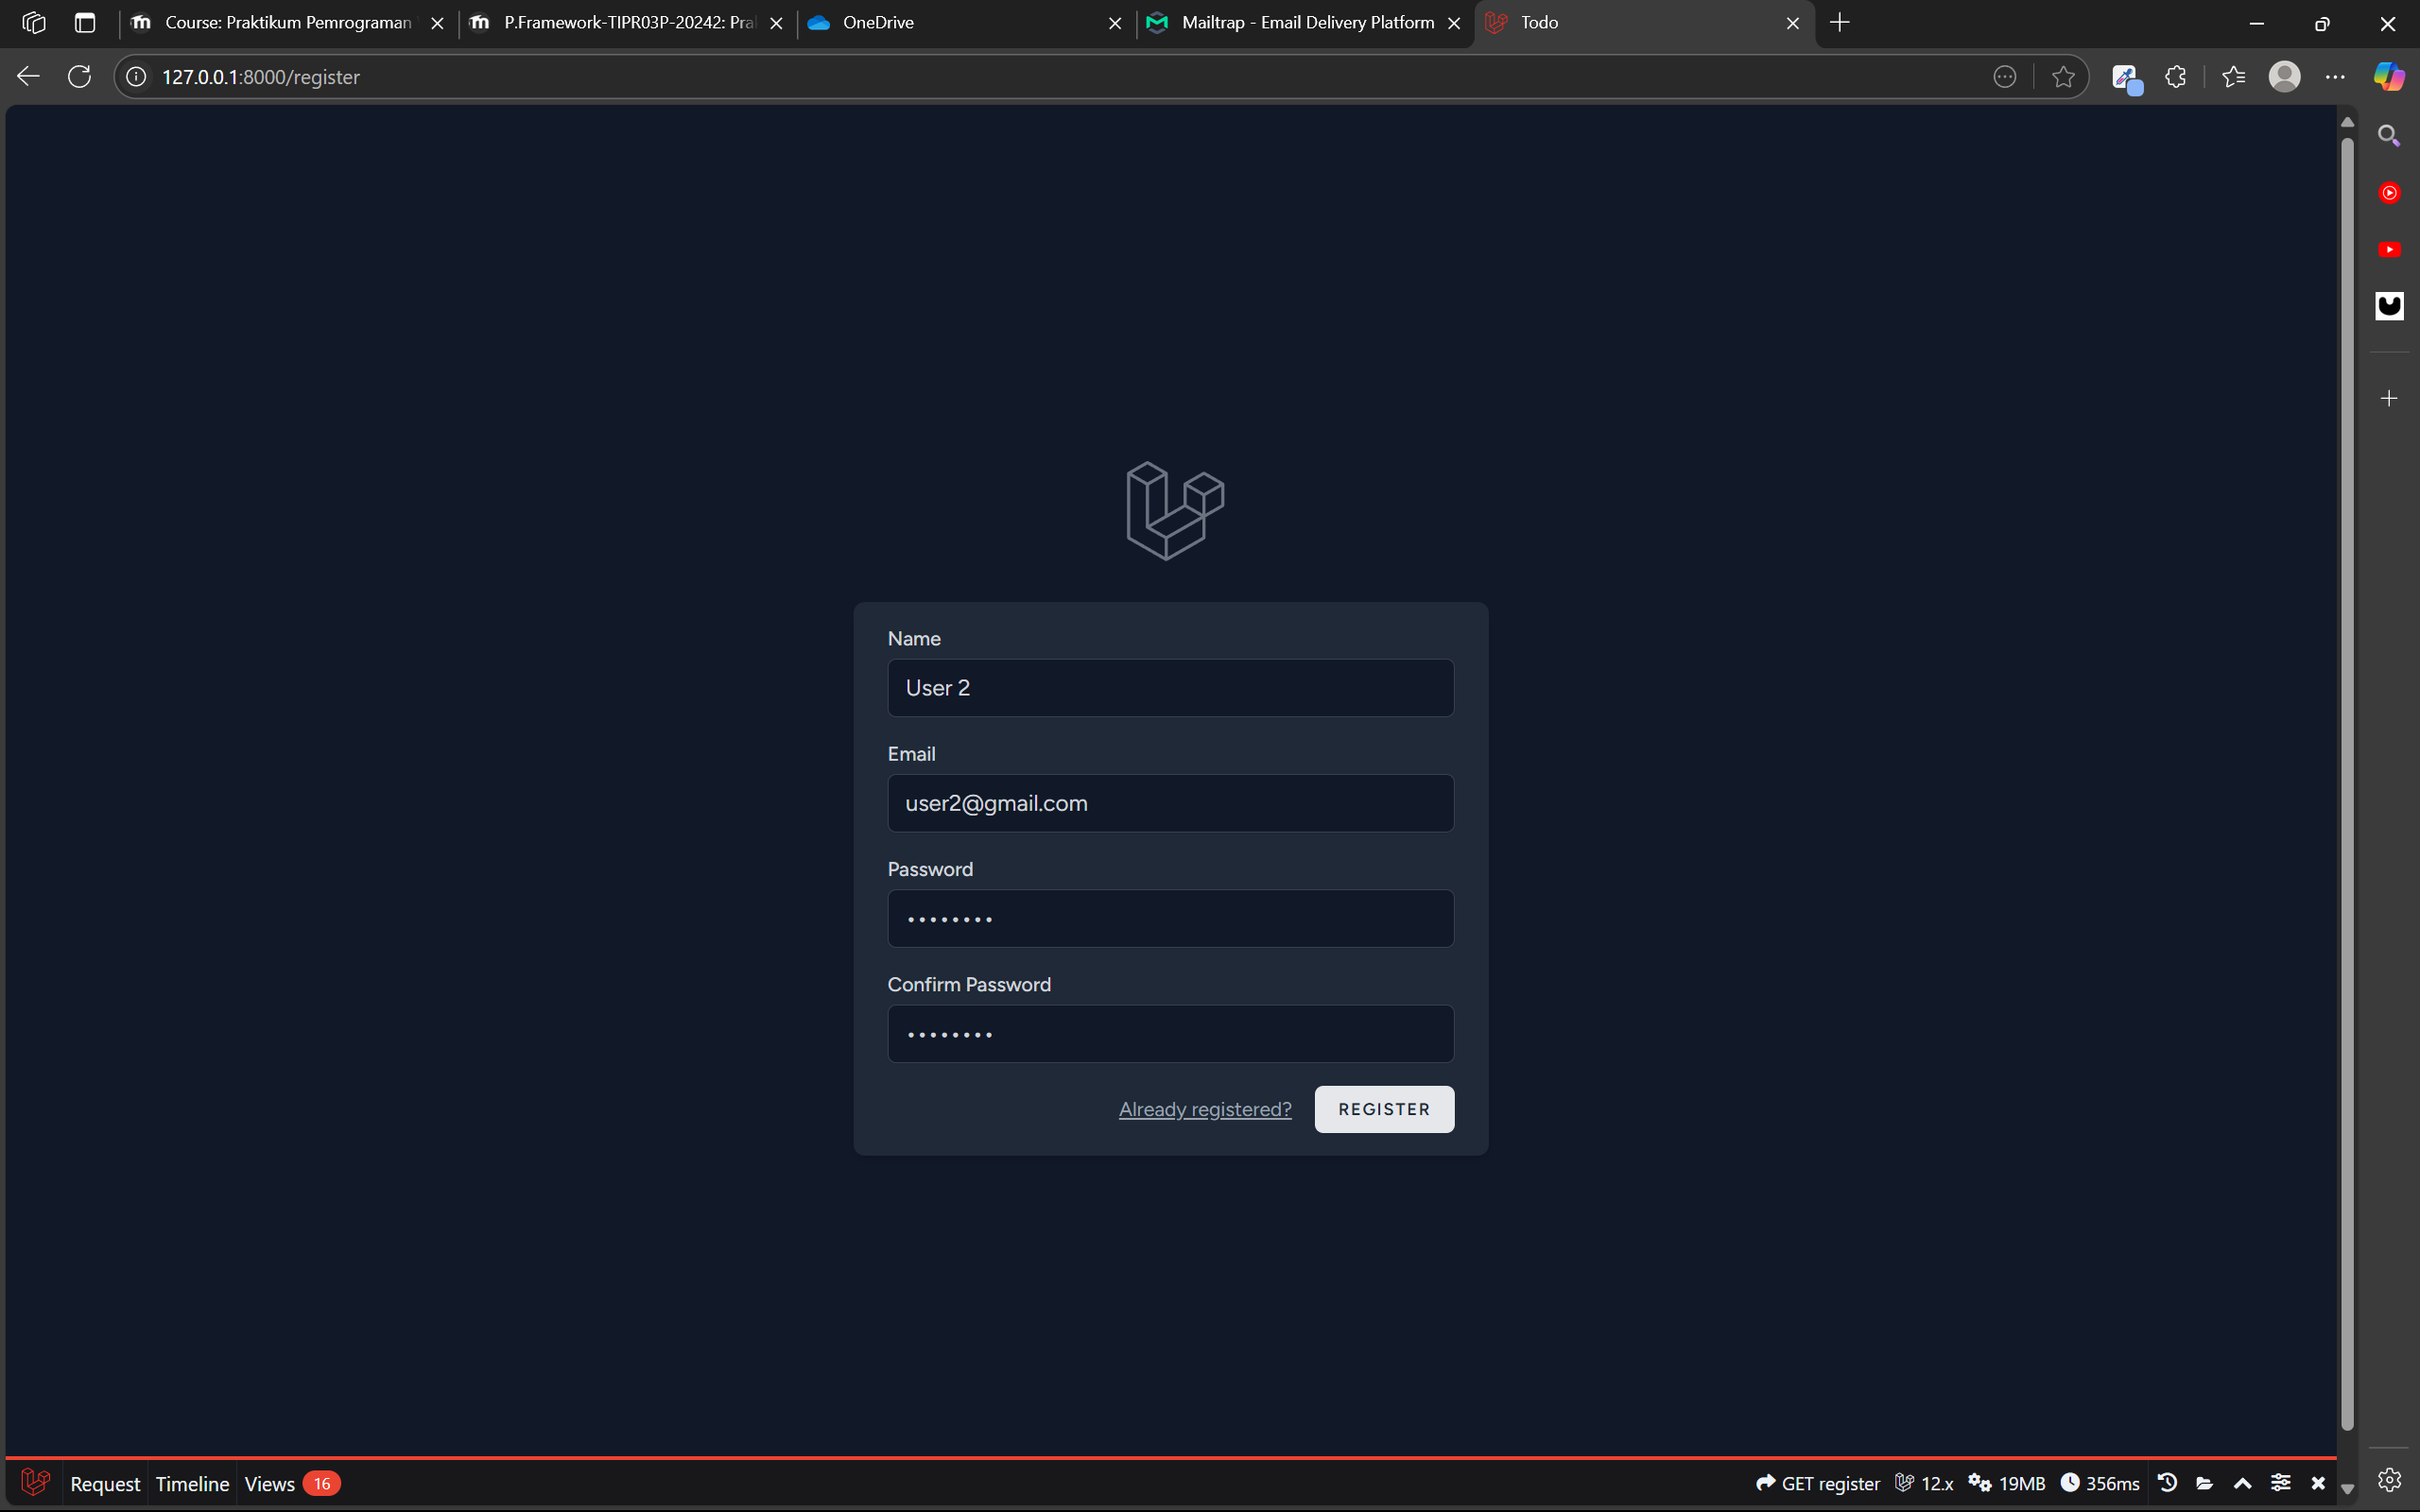 Course: Praktikum Pemrograman
P.Framework-TIPR03P-20242: Pra
OneDrive
Mailtrap - Email Delivery Platform
Todo
127.0.0.1:8000/register
Name
User 2
Email
user2@gmail.com
Password
••••••••
Confirm Password
••••••••
Already registered? REGISTER
Request Timeline Views 16 GET register 12.x 19MB 356ms